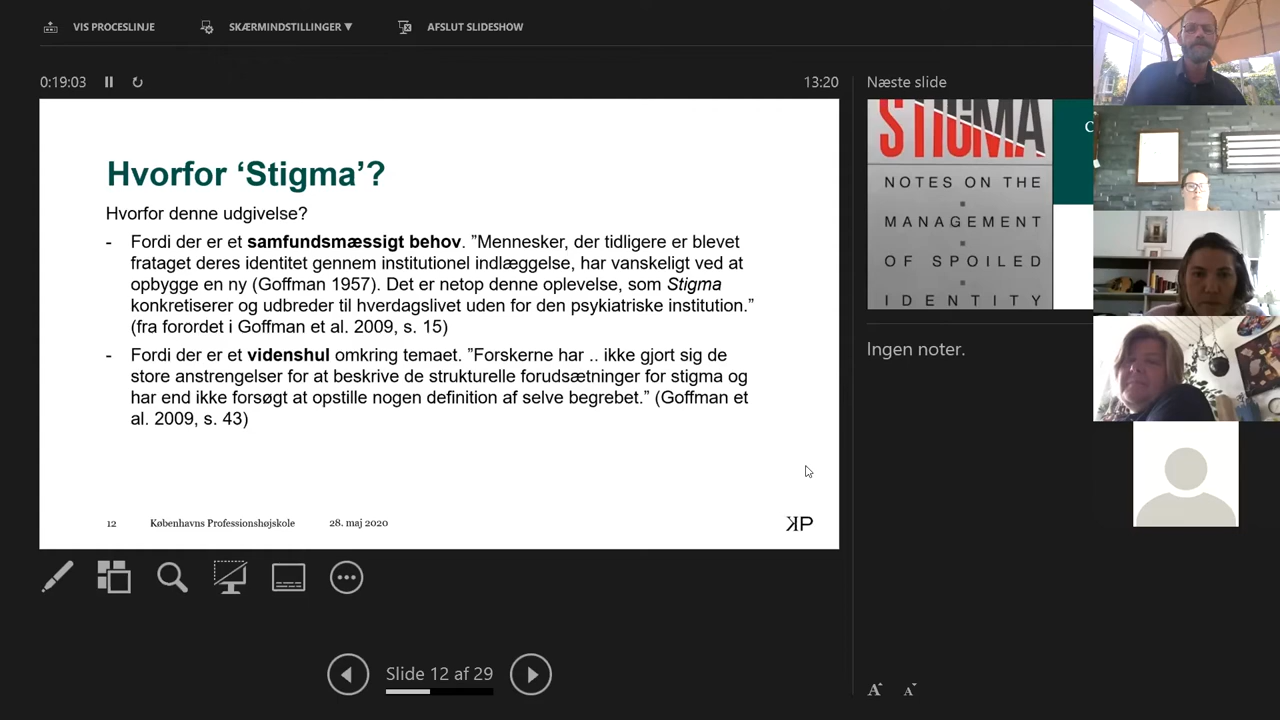 VIS PROCESLINJE
SKÆRMINDSTILLINGER ▼
AFSLUT SLIDESHOW
0:19:03
13:20
Hvorfor ‘Stigma’?
Hvorfor denne udgivelse?
- Fordi der er et samfundsmæssigt behov. ”Mennesker, der tidligere er blevet
frataget deres identitet gennem institutionel indlæggelse, har vanskeligt ved at
opbygge en ny (Goffman 1957). Det er netop denne oplevelse, som Stigma
konkretiserer og udbreder til hverdagslivet uden for den psykiatriske institution.”
(fra forordet i Goffman et al. 2009, s. 15)
- Fordi der er et videnshul omkring temaet. ”Forskerne har .. ikke gjort sig de
store anstrengelser for at beskrive de strukturelle forudsætninger for stigma og
har end ikke forsøgt at opstille nogen definition af selve begrebet.” (Goffman et
al. 2009, s. 43)
12 Københavns Professionshøjskole 28. maj 2020
KP
Slide 12 af 29
Næste slide
STIGMA
NOTES ON THE
MANAGEMENT
OF SPOILED
IDENTITY
Ingen noter.
A A